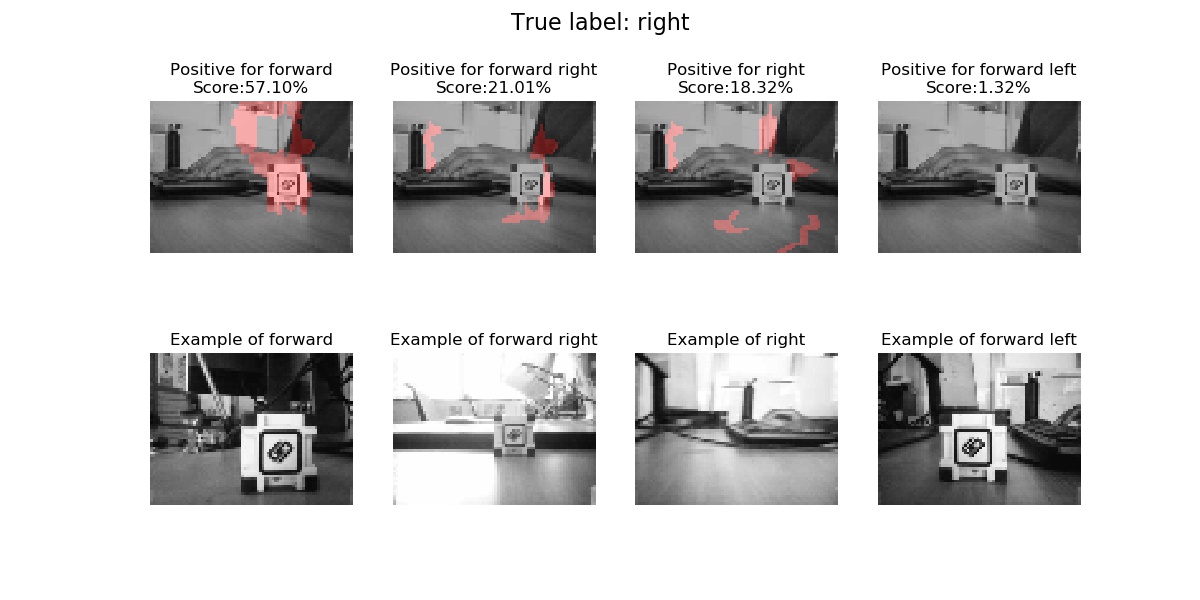 True label: right
Positive for forward
Score:57.10%
Positive for forward right
Score:21.01%
Positive for right
Score:18.32%
Positive for forward left
Score:1.32%
Example of forward
Example of forward right
Example of right
Example of forward left